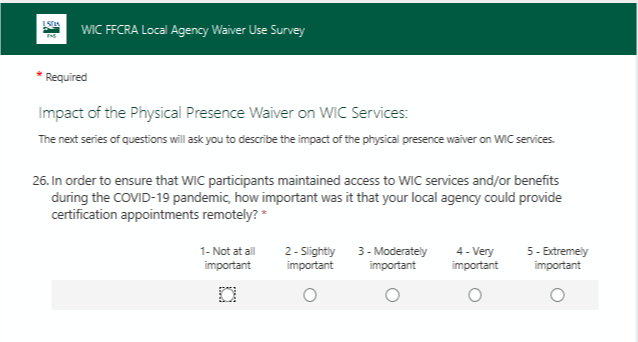 USDA
FNS
WIC FFCRA Local Agency Waiver Use Survey
* Required
Impact of the Physical Presence Waiver on WIC Services:
The next series of questions will ask you to describe the impact of the physical presence waiver on WIC services.
26. In order to ensure that WIC participants maintained access to WIC services and/or benefits
during the COVID-19 pandemic, how important was it that your local agency could provide
certification appointments remotely? *
1- Not at all important
2 - Slightly important
3 - Moderately important
4 - Very important
5 - Extremely important